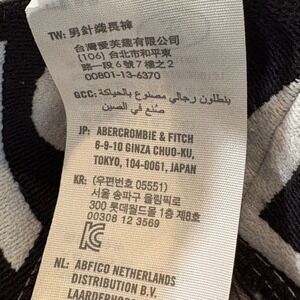 TW: 男針織長褲
台灣愛芙趣有限公司
(106) 台北市和平東
路一段６號７樓之２
00801-13-6370
GCC: بنطلون رجالي مصنوع بالحياكة
صُنع في الصين
JP: ABERCROMBIE & FITCH
6-9-10 GINZA CHUO-KU,
TOKYO, 104-0061, JAPAN
KR: (우편번호 05551)
서울 송파구 올림픽로
300 롯데월드몰 1층 제8호
00308 12 3569
NL: ABFICO NETHERLANDS
DISTRIBUTION B.V.